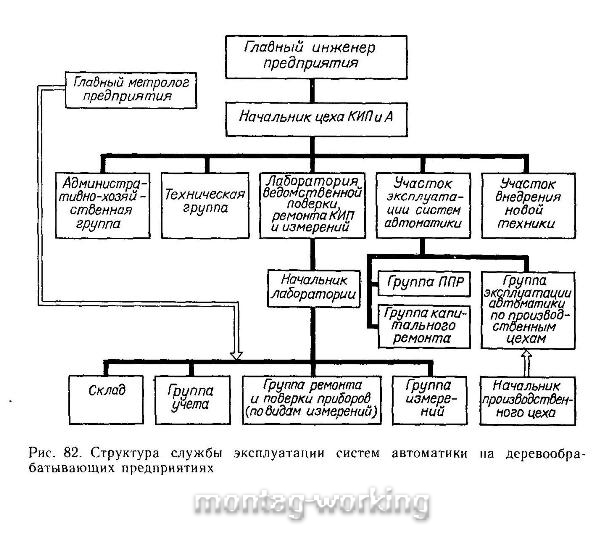 Главный инженер
предприятия
Главный метролог
предприятия
Начальник цеха КИП и А
Администра-
тивно-хозяй-
ственная
группа
Техническая
группа
Лаборатория
ведомственной
поверки,
ремонта КИП
и измерений
Участок
эксплуата-
ции систем
автоматики
Участок
внедрения
новой
техники
Начальник
лаборатории
Группа ППР
Группа капи-
тального
ремонта
Группа
эксплуатации
автоматики
по производ-
ственным
цехам
Склад
Группа
учета
Группа ремонта
и поверки приборов
(по видам измерений)
Группа
измере-
ний
Начальник
производствен-
ного цеха
Рис. 82. Структура службы эксплуатации систем автоматики на деревообра-
батывающих предприятиях
montag-working